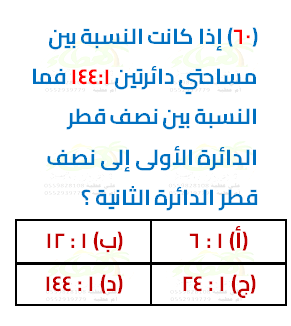 (٦٠) إذا كانت النسبة بين
مساحتي دائرتين ١:١٤٤ فما
النسبة بين نصف قطر
الدائرة الأولى إلى نصف
قطر الدائرة الثانية ؟
(أ) ١ : ٦
(ب) ١ : ١٢
(ج) ١ : ٢٤
(د) ١ : ١٤٤